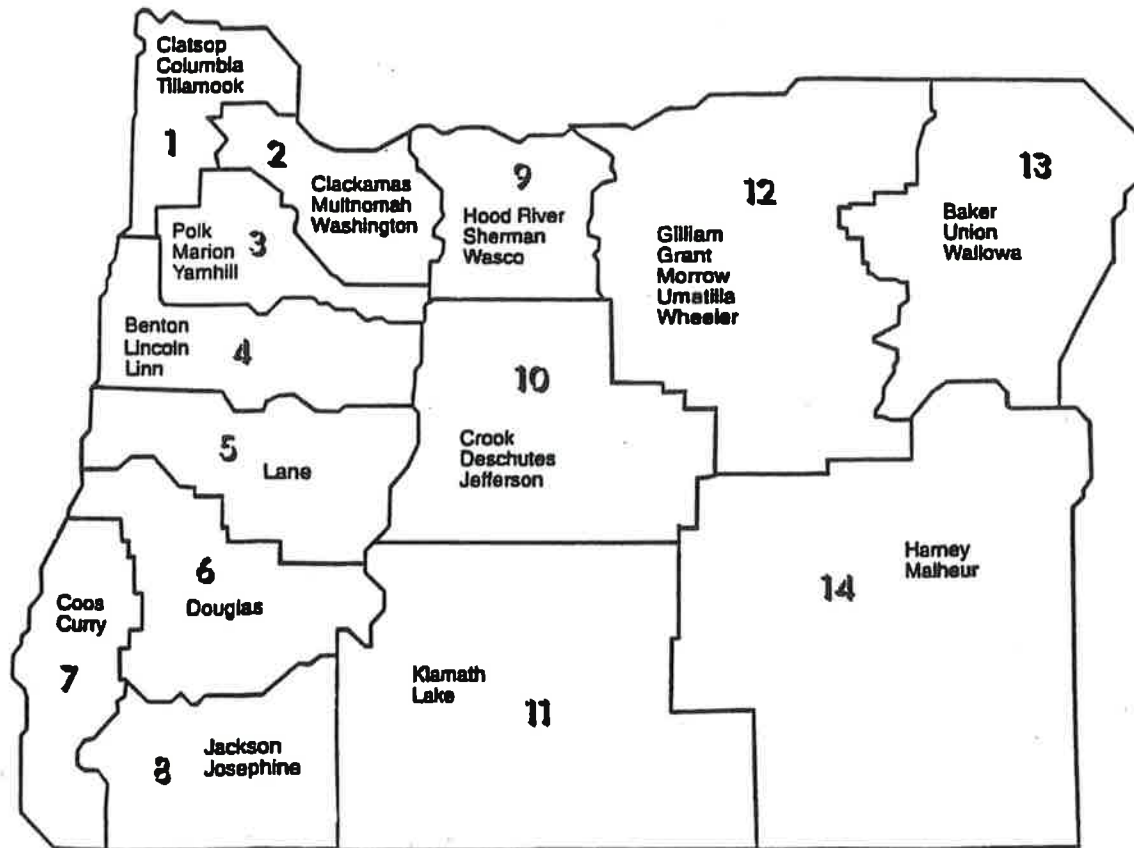 Clatsop
Columbia
Tillamook
1
2
Clackamas
Multnomah
Washington
Polk
Marion
Yamhill
3
Benton
Lincoln
Linn
4
5
Lane
6
Douglas
Coos
Curry
7
8
Jackson
Josephine
9
Hood River
Sherman
Wasco
10
Crook
Deschutes
Jefferson
Klamath
Lake
11
12
Gilliam
Grant
Morrow
Umatilla
Wheeler
13
Baker
Union
Wallowa
Harney
Malheur
14